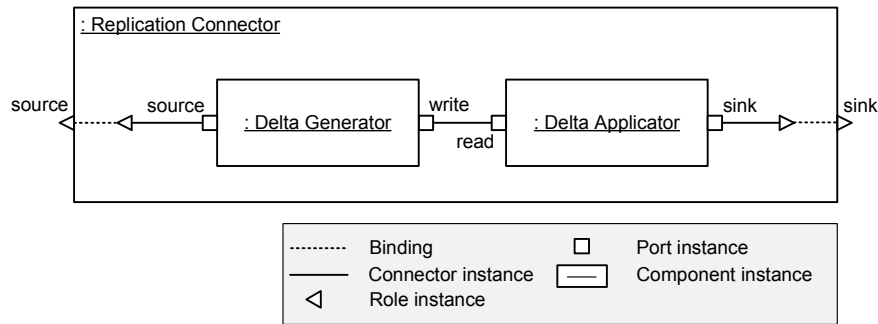 : Replication Connector
source
source
: Delta Generator
write
read
: Delta Applicator
sink
sink
Binding
Port instance
Connector instance
Component instance
Role instance